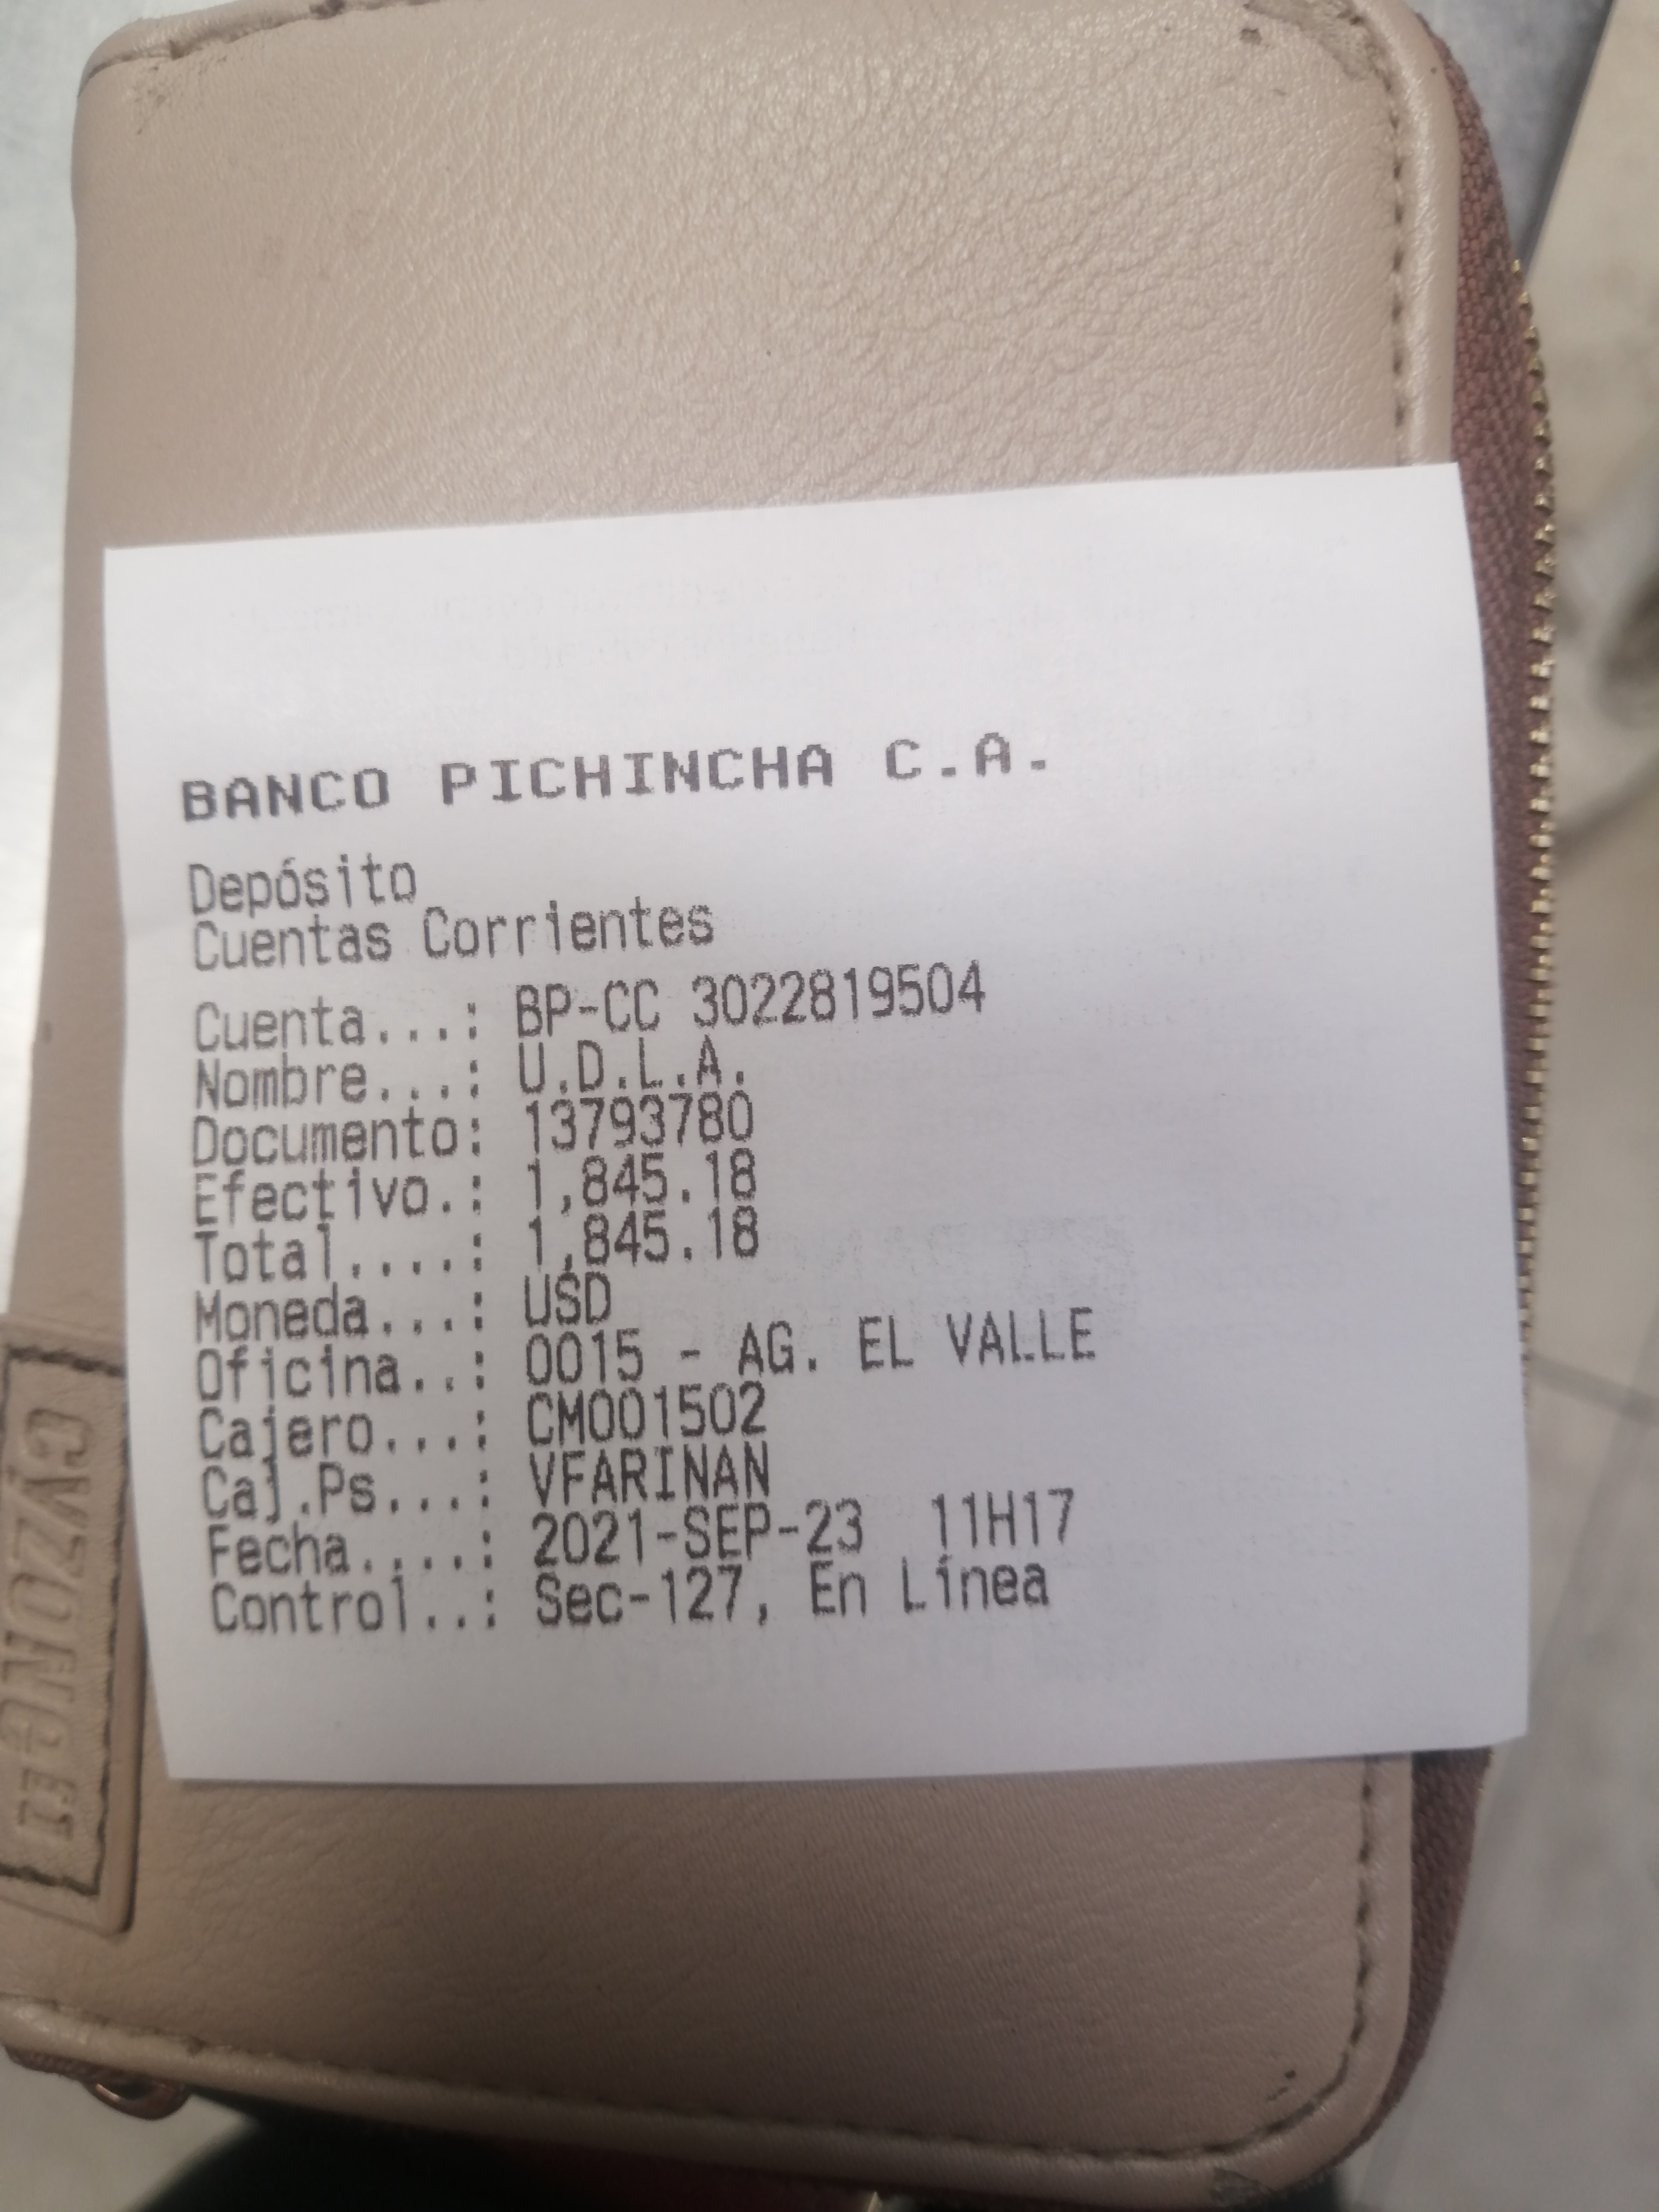 BANCO PICHINCHA C.A.
Depósito
Cuentas Corrientes
Cuenta...: BP-CC 3022819504
Nombre...: U.D.L.A.
Documento: 13793780
Efectivo.: 1,845.18
Total....: 1,845.18
Moneda...: USD
Oficina..: 0015 - AG. EL VALLE
Cajero...: CM001502
Caj.Ps...: VFARINAN
Fecha....: 2021-SEP-23 11H17
Control..: Sec-127, En Línea